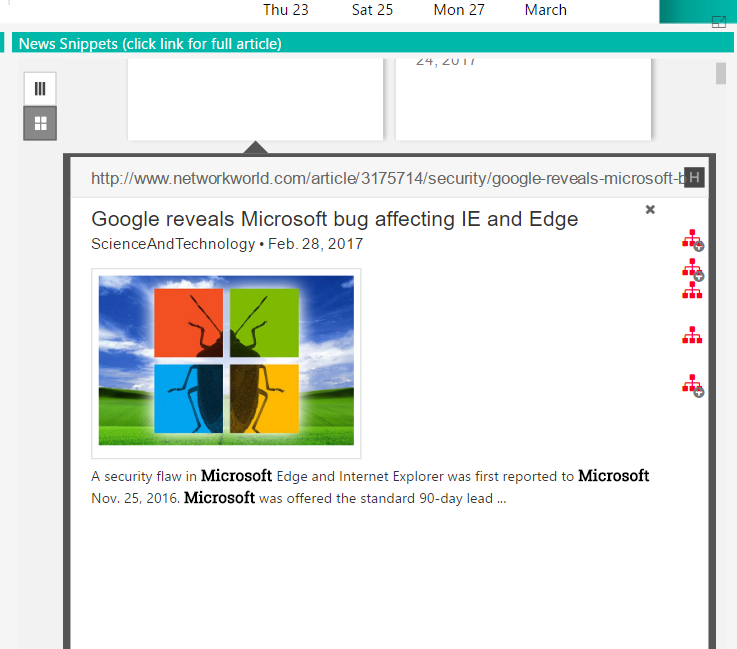 Thu 23 Sat 25 Mon 27 March
News Snippets (click link for full article)
24, 2017
http://www.networkworld.com/article/3175714/security/google-reveals-microsoft-b
H
Google reveals Microsoft bug affecting IE and Edge
ScienceAndTechnology • Feb. 28, 2017
A security flaw in Microsoft Edge and Internet Explorer was first reported to Microsoft
Nov. 25, 2016. Microsoft was offered the standard 90-day lead ...